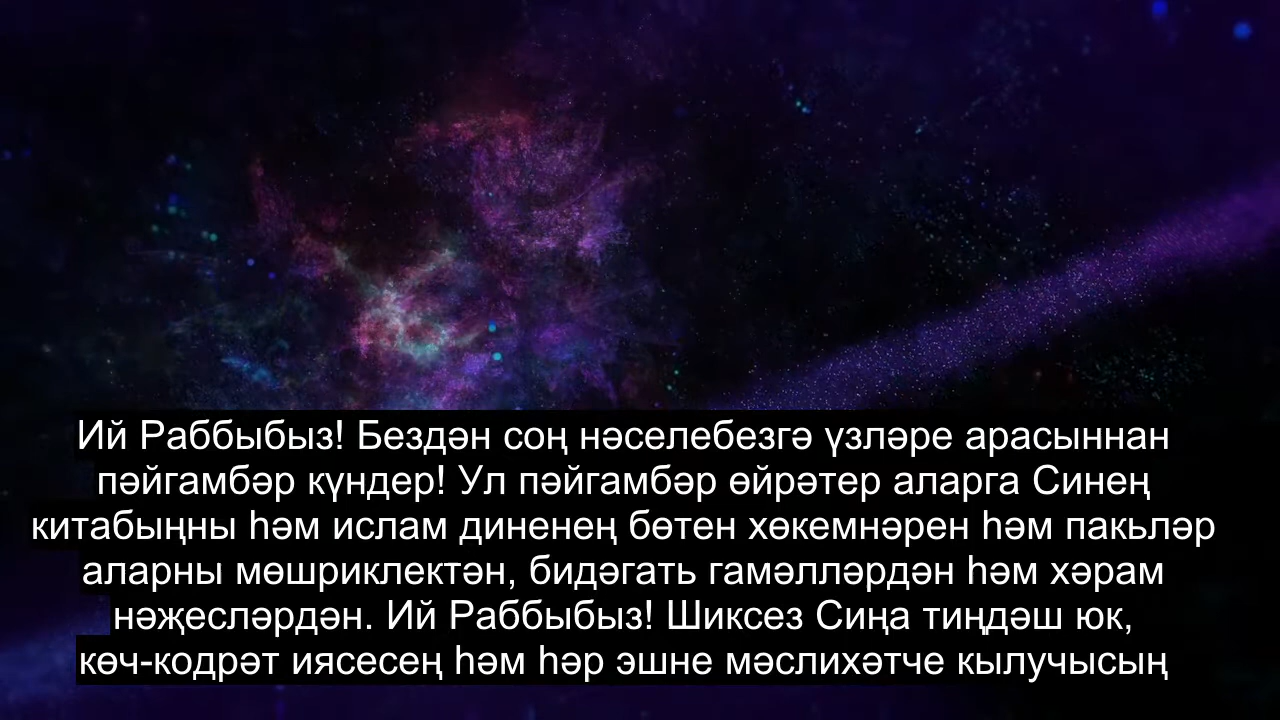 Ий Раббыбыз! Бездән соң нәселебезгә үзләре арасыннан
пәйгамбәр күндер! Ул пәйгамбәр өйрәтер аларга Синең
китабыңны һәм ислам диненең бөтен хөкемнәрен һәм пакьләр
аларны мөшриклектән, бидәгать гамәлләрдән һәм хәрам
нәҗесләрдән. Ий Раббыбыз! Шиксез Сиңа тиңдәш юк,
көч-кодрәт иясесең һәм һәр эшне мәслихәтче кылучысың